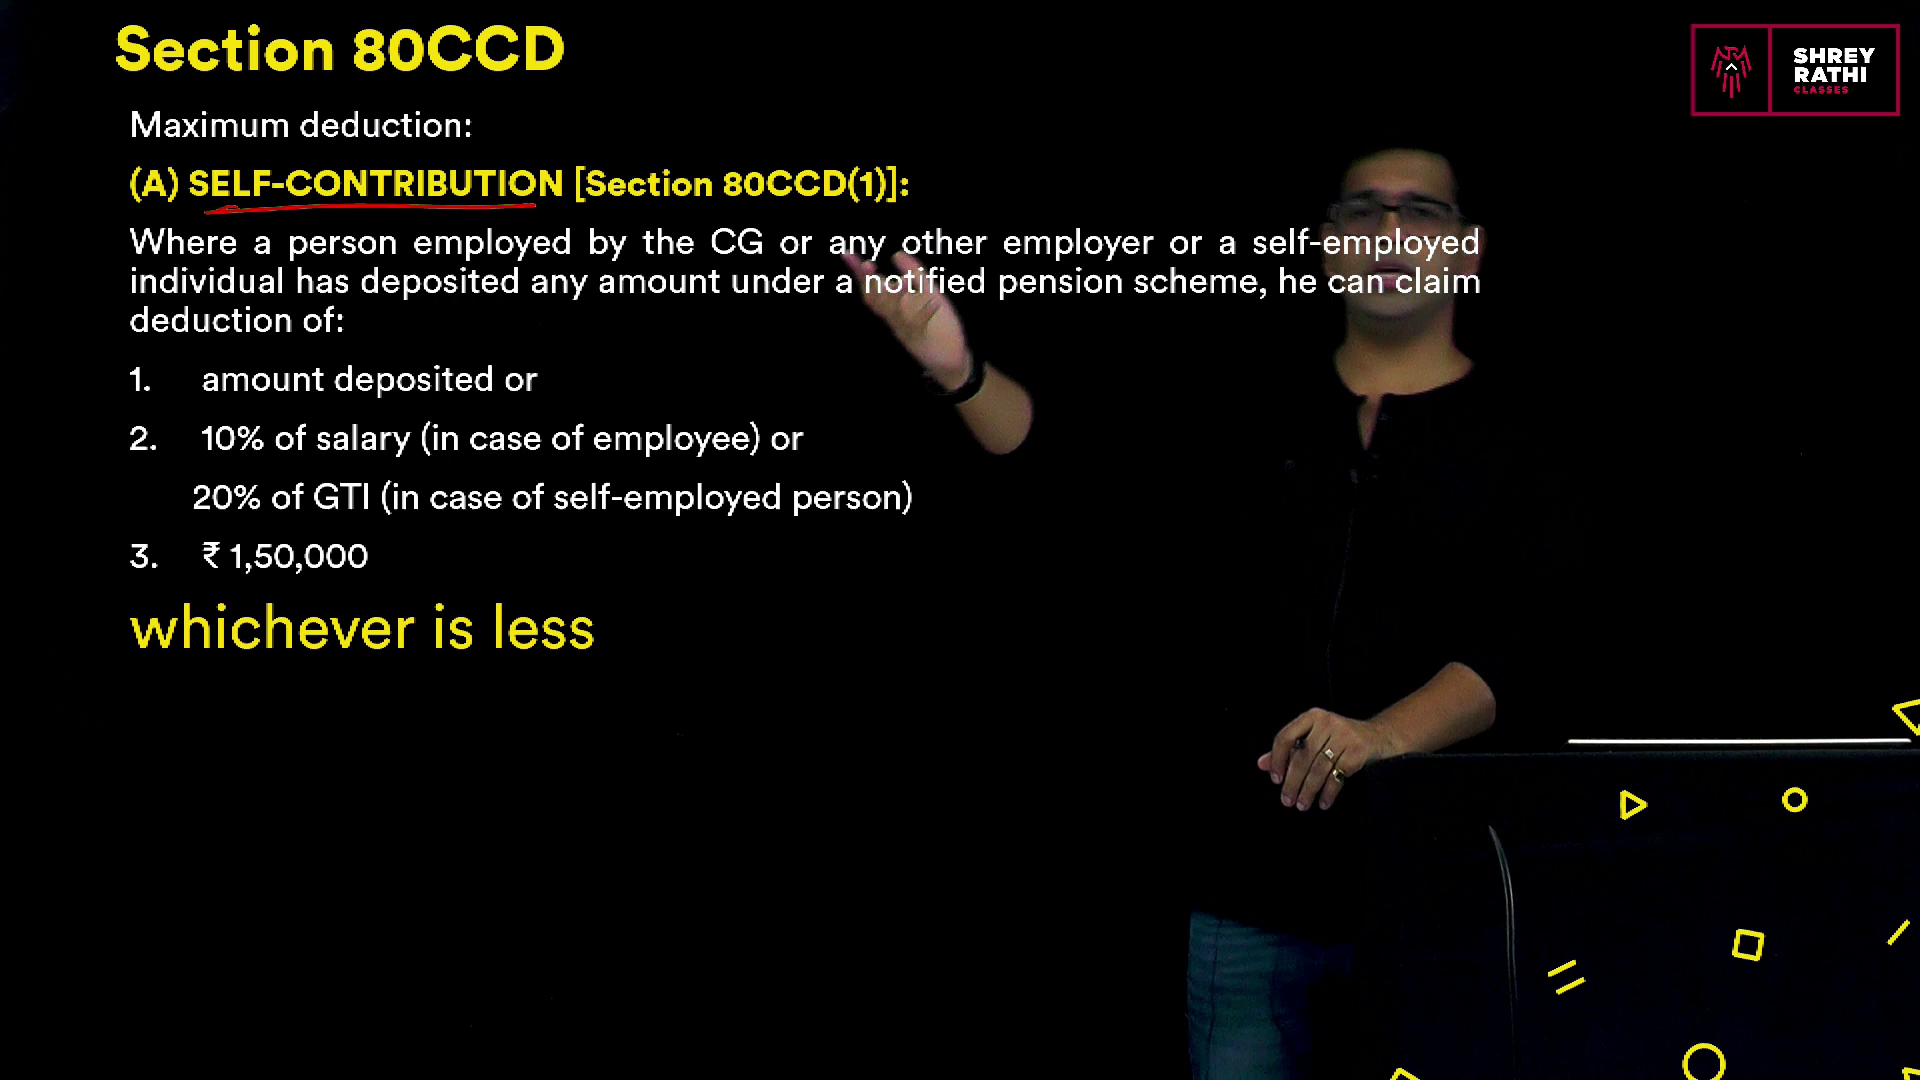 Section 80CCD
SHREY
RATHI
CLASSES
Maximum deduction:
(A) SELF-CONTRIBUTION [Section 80CCD(1)]:
Where a person employed by the CG or any other employer or a self-employed
individual has deposited any amount under a notified pension scheme, he can claim
deduction of:
1. amount deposited or
2. 10% of salary (in case of employee) or
20% of GTI (in case of self-employed person)
3. ₹ 1,50,000
whichever is less